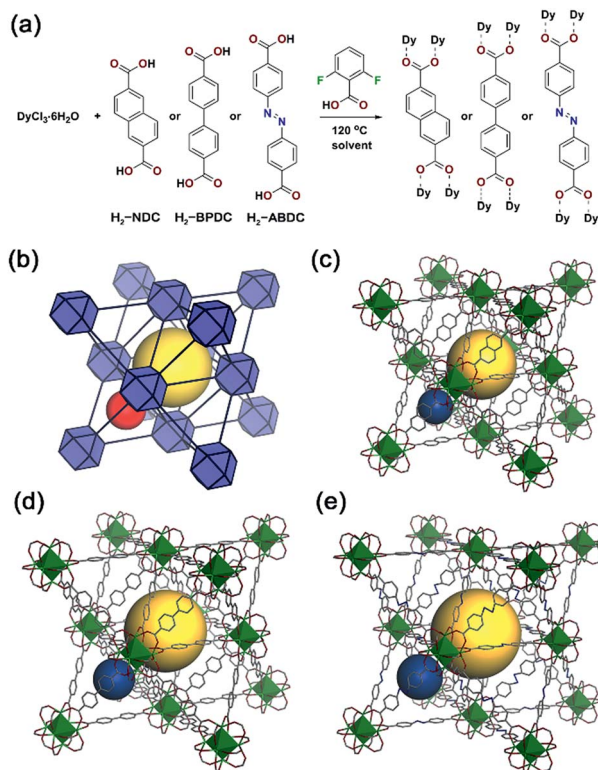 (a)
OH
O
OH
O
OH
O
Dy Dy
O O
Dy Dy
O O
Dy Dy
O O
F F
O OH
DyCl₃·6H₂O + or or
N
N
120 °C
solvent
or or
N
N
HO O
HO O
HO O
O O
Dy Dy
O O
Dy Dy
O O
Dy Dy
H₂–NDC H₂–BPDC H₂–ABDC
(b)
(c)
(d)
(e)